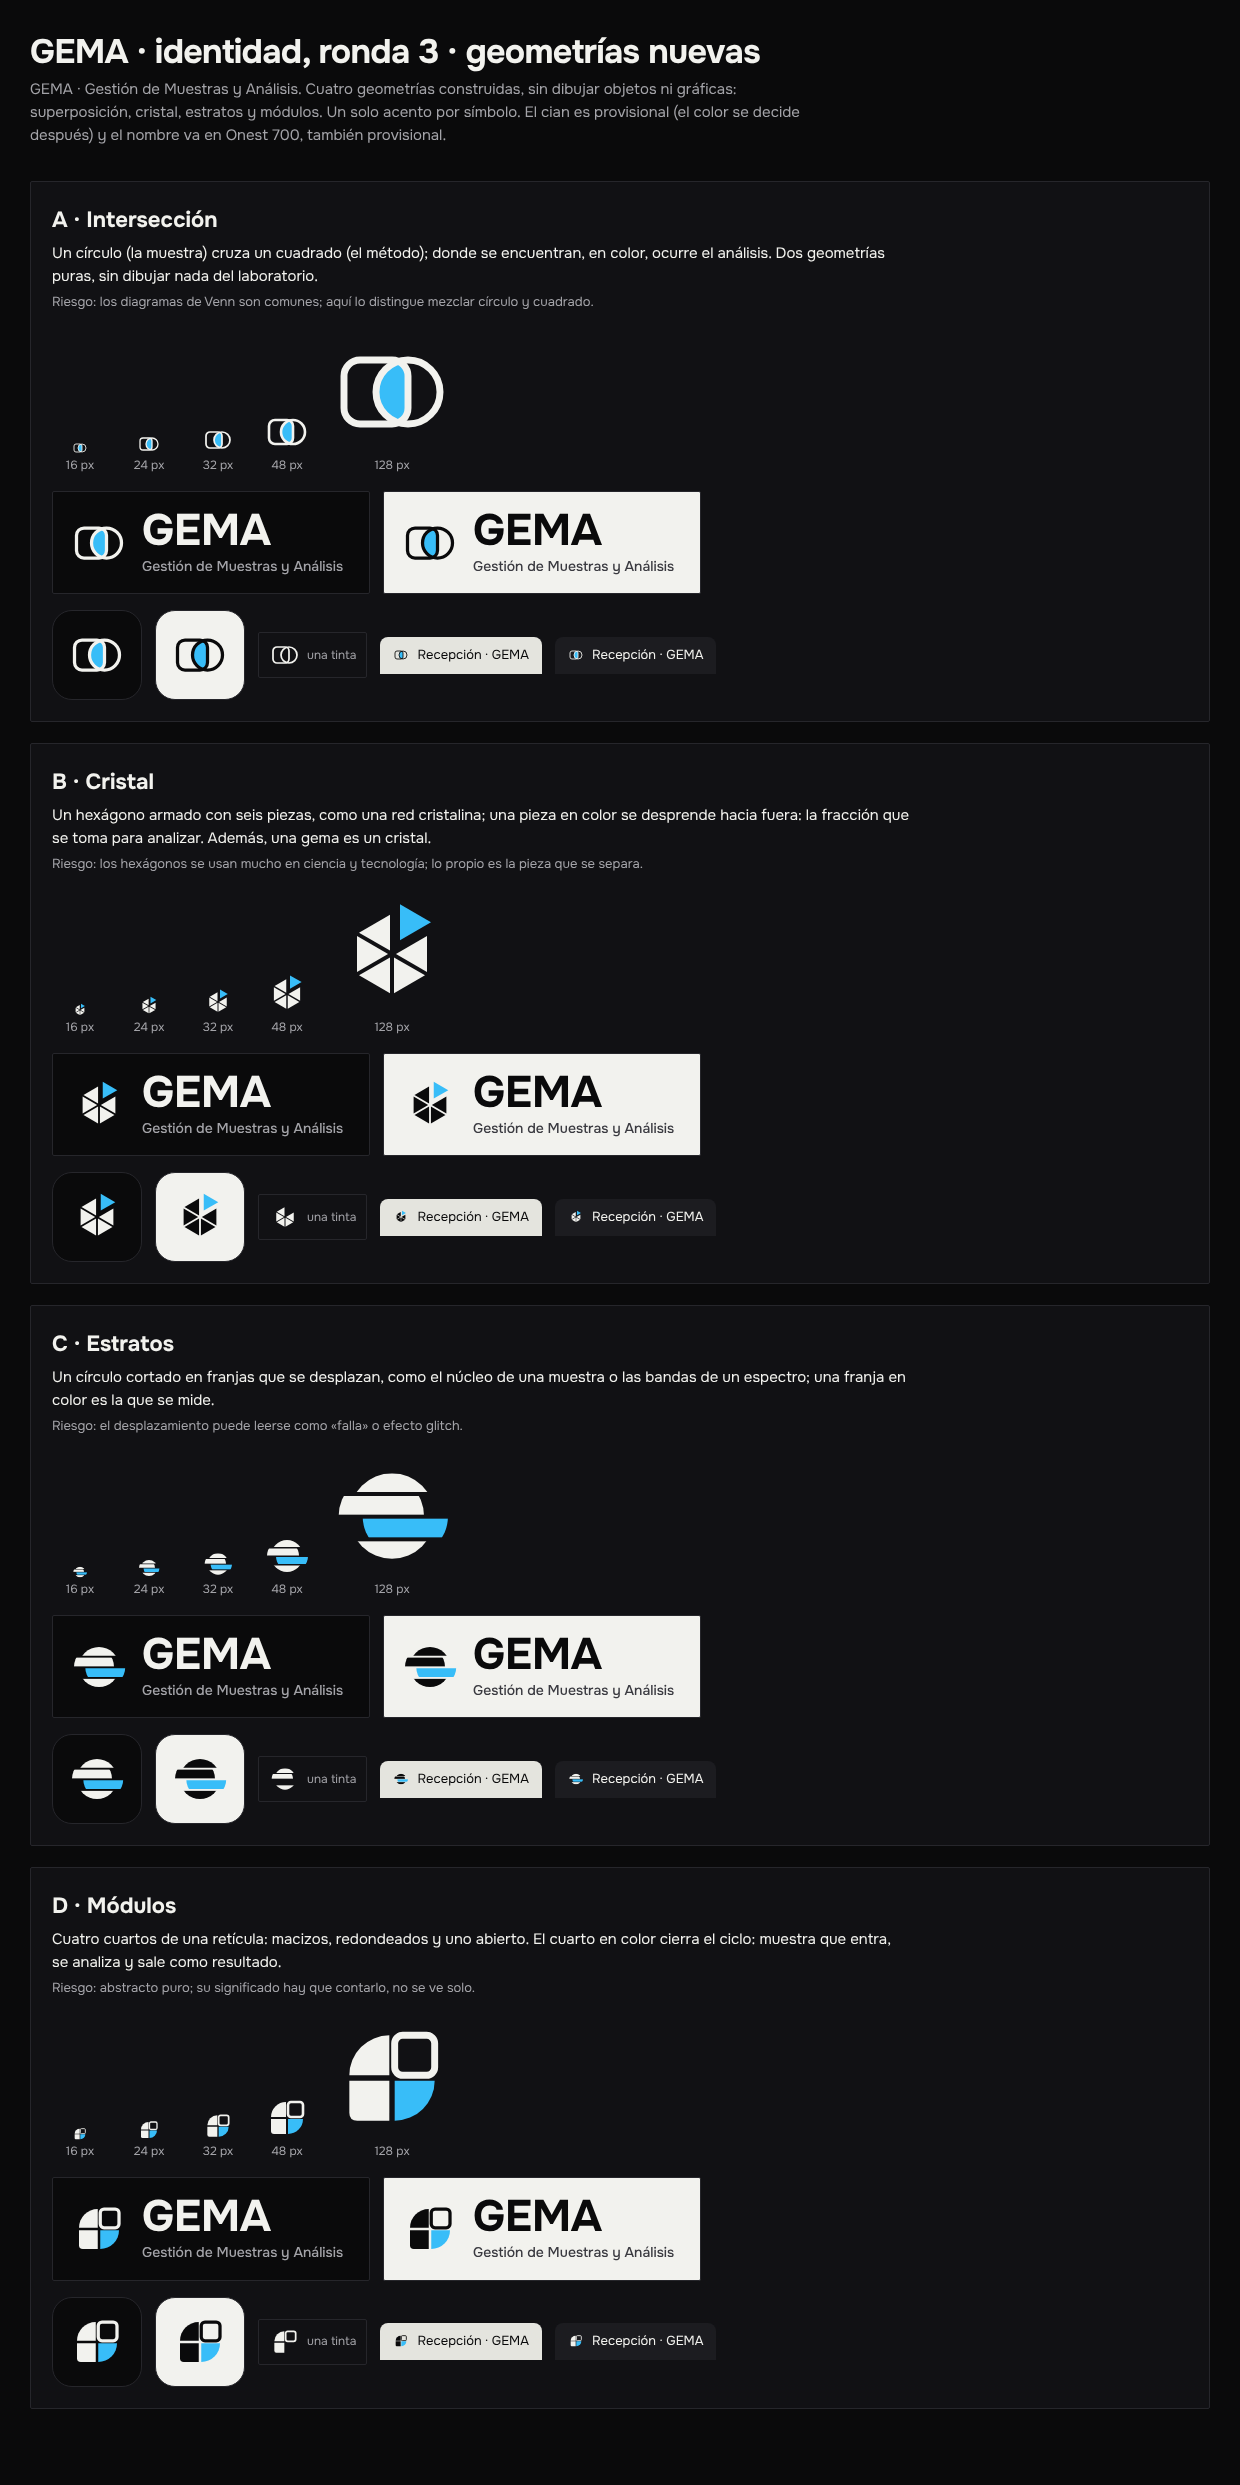 GEMA · identidad, ronda 3 · geometrías nuevas
GEMA · Gestión de Muestras y Análisis. Cuatro geometrías construidas, sin dibujar objetos ni gráficas:
superposición, cristal, estratos y módulos. Un solo acento por símbolo. El cian es provisional (el color se decide
después) y el nombre va en Onest 700, también provisional.
A · Intersección
Un círculo (la muestra) cruza un cuadrado (el método); donde se encuentran, en color, ocurre el análisis. Dos geometrías
puras, sin dibujar nada del laboratorio.
Riesgo: los diagramas de Venn son comunes; aquí lo distingue mezclar círculo y cuadrado.
16 px 24 px 32 px 48 px 128 px
GEMA
Gestión de Muestras y Análisis
GEMA
Gestión de Muestras y Análisis
una tinta
Recepción · GEMA
Recepción · GEMA
B · Cristal
Un hexágono armado con seis piezas, como una red cristalina; una pieza en color se desprende hacia fuera: la fracción que
se toma para analizar. Además, una gema es un cristal.
Riesgo: los hexágonos se usan mucho en ciencia y tecnología; lo propio es la pieza que se separa.
16 px 24 px 32 px 48 px 128 px
GEMA
Gestión de Muestras y Análisis
GEMA
Gestión de Muestras y Análisis
una tinta
Recepción · GEMA
Recepción · GEMA
C · Estratos
Un círculo cortado en franjas que se desplazan, como el núcleo de una muestra o las bandas de un espectro; una franja en
color es la que se mide.
Riesgo: el desplazamiento puede leerse como «falla» o efecto glitch.
16 px 24 px 32 px 48 px 128 px
GEMA
Gestión de Muestras y Análisis
GEMA
Gestión de Muestras y Análisis
una tinta
Recepción · GEMA
Recepción · GEMA
D · Módulos
Cuatro cuartos de una retícula: macizos, redondeados y uno abierto. El cuarto en color cierra el ciclo: muestra que entra,
se analiza y sale como resultado.
Riesgo: abstracto puro; su significado hay que contarlo, no se ve solo.
16 px 24 px 32 px 48 px 128 px
GEMA
Gestión de Muestras y Análisis
GEMA
Gestión de Muestras y Análisis
una tinta
Recepción · GEMA
Recepción · GEMA